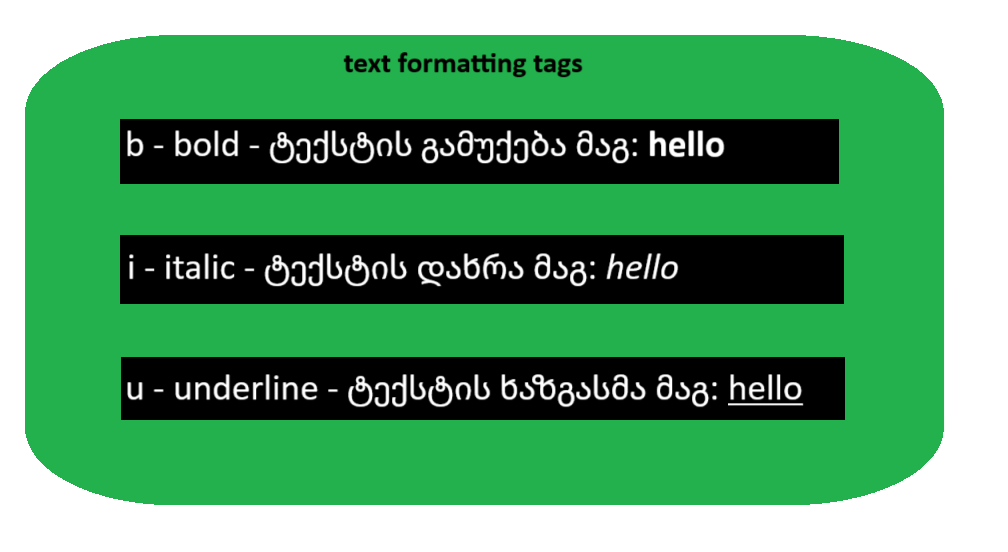 text formatting tags
b - bold - ტექსტის გამუქება მაგ: hello
i - italic - ტექსტის დახრა მაგ: hello
u - underline - ტექსტის ხაზგასმა მაგ: hello